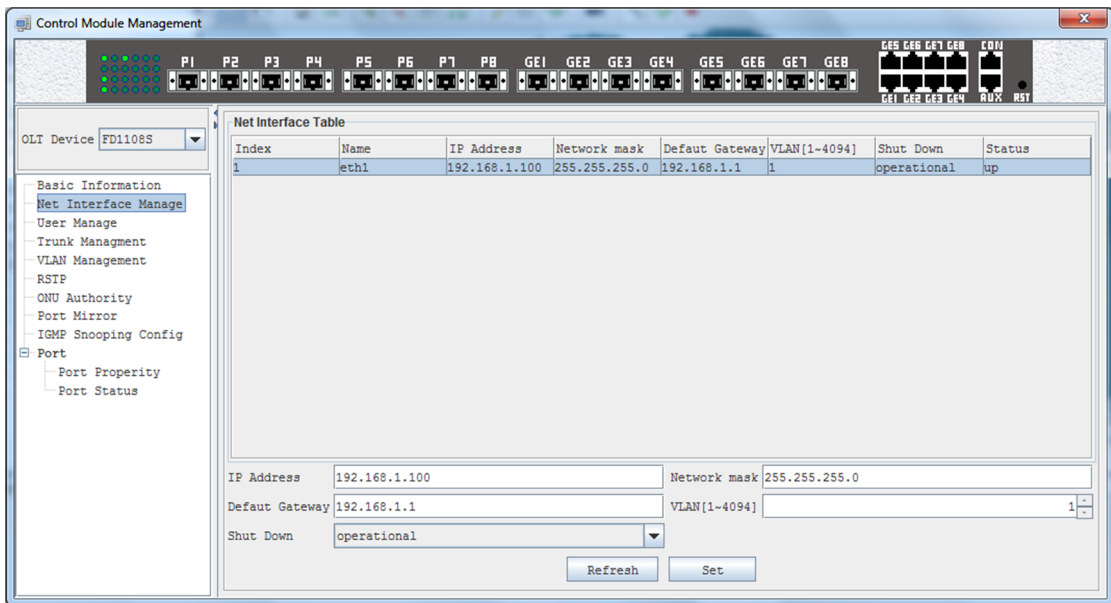 Control Module Management
GE5 GE6 GE7 GE8 CON
P1 P2 P3 P4 P5 P6 P7 P8 GE1 GE2 GE3 GE4 GE5 GE6 GE7 GE8
GE1 GE2 GE3 GE4 AUX RST
OLT Device FD1108S
Basic Information
Net Interface Manage
User Manage
Trunk Managment
VLAN Management
RSTP
ONU Authority
Port Mirror
IGMP Snooping Config
Port
Port Properity
Port Status
Net Interface Table
Index Name IP Address Network mask Defaut Gateway VLAN[1~4094] Shut Down Status
1 eth1 192.168.1.100 255.255.255.0 192.168.1.1 1 operational up
IP Address 192.168.1.100 Network mask 255.255.255.0
Defaut Gateway 192.168.1.1 VLAN[1~4094] 1
Shut Down operational
Refresh Set